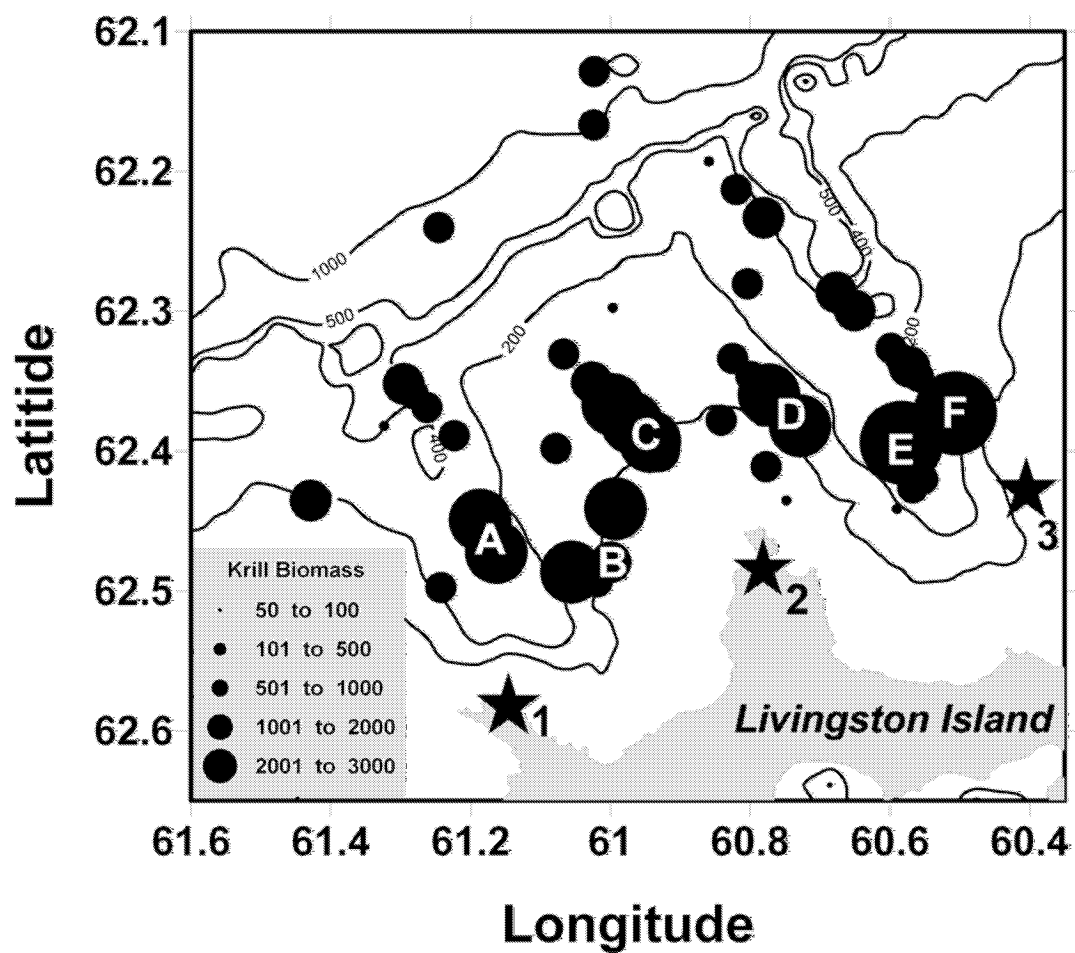 62.1
62.2
62.3
62.4
62.5
62.6
Latitide
1000
500
200
400
500
400
200
A
B
C
D
E
F
1
2
3
Krill Biomass
50 to 100
101 to 500
501 to 1000
1001 to 2000
2001 to 3000
Livingston Island
61.6 61.4 61.2 61 60.8 60.6 60.4
Longitude